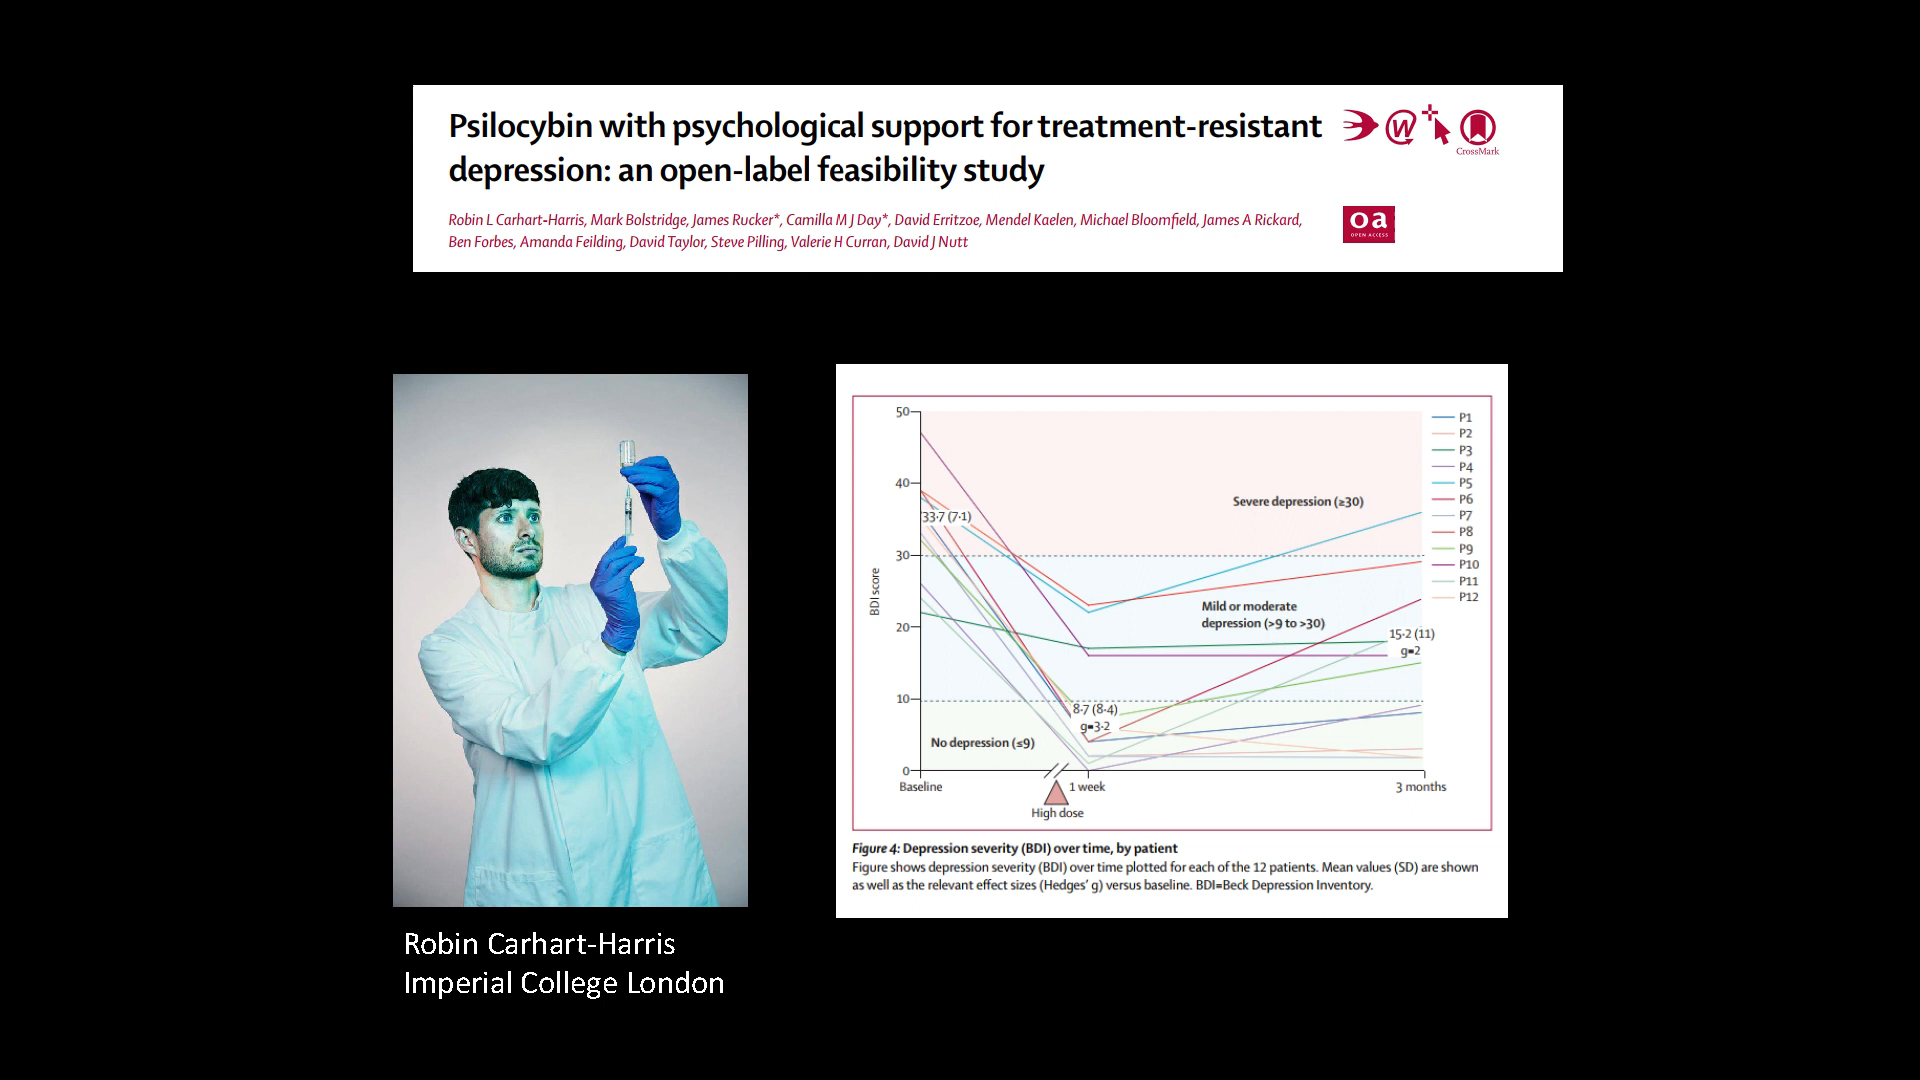 Psilocybin with psychological support for treatment-resistant
depression: an open-label feasibility study
W
CrossMark
Robin L Carhart-Harris, Mark Bolstridge, James Rucker*, Camilla M J Day*, David Erritzoe, Mendel Kaelen, Michael Bloomfield, James A Rickard,
Ben Forbes, Amanda Feilding, David Taylor, Steve Pilling, Valerie H Curran, David J Nutt
oa
OPEN ACCESS
50
40
30
20
10
0
BDI score
33·7 (7·1)
Severe depression (≥30)
Mild or moderate
depression (>9 to >30)
15·2 (11)
g=2
8·7 (8·4)
g=3·2
No depression (≤9)
Baseline
1 week
3 months
High dose
P1
P2
P3
P4
P5
P6
P7
P8
P9
P10
P11
P12
Figure 4: Depression severity (BDI) over time, by patient
Figure shows depression severity (BDI) over time plotted for each of the 12 patients. Mean values (SD) are shown
as well as the relevant effect sizes (Hedges' g) versus baseline. BDI=Beck Depression Inventory.
Robin Carhart-Harris
Imperial College London